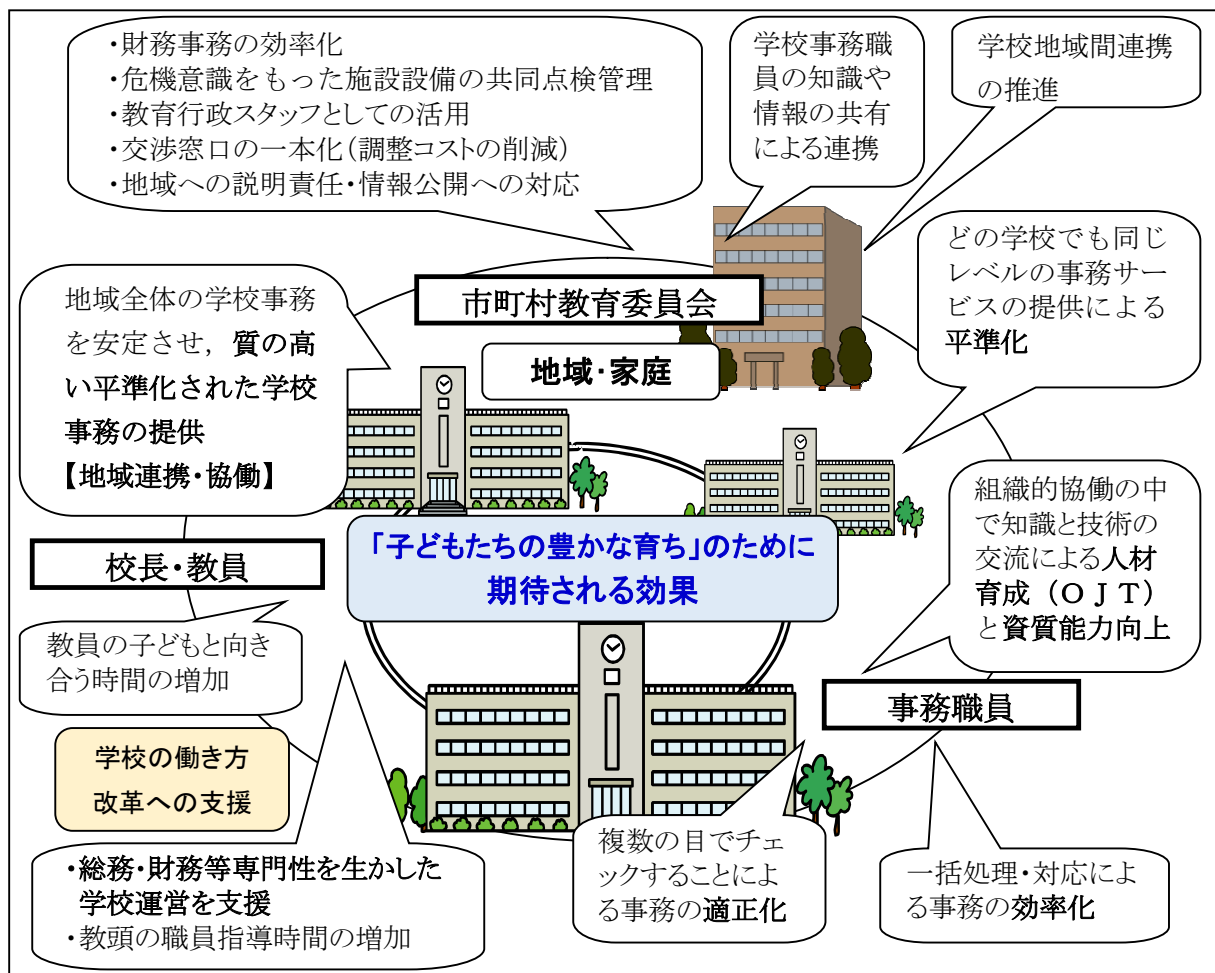 ・財務事務の効率化
・危機意識をもった施設設備の共同点検管理
・教育行政スタッフとしての活用
・交渉窓口の一本化(調整コストの削減)
・地域への説明責任・情報公開への対応
学校事務職
員の知識や
情報の共有
による連携
学校地域間連携
の推進
どの学校でも同じ
レベルの事務サー
ビスの提供による
平準化
市町村教育委員会
地域・家庭
地域全体の学校事務
を安定させ，質の高
い平準化された学校
事務の提供
【地域連携・協働】
組織的協働の中
で知識と技術の
交流による人材
育成（ＯＪＴ）
と資質能力向上
校長・教員
「子どもたちの豊かな育ち」のために
期待される効果
教員の子どもと向き
合う時間の増加
事務職員
学校の働き方
改革への支援
・総務・財務等専門性を生かした
学校運営を支援
・教頭の職員指導時間の増加
複数の目でチェ
ックすることによ
る事務の適正化
一括処理・対応によ
る事務の効率化